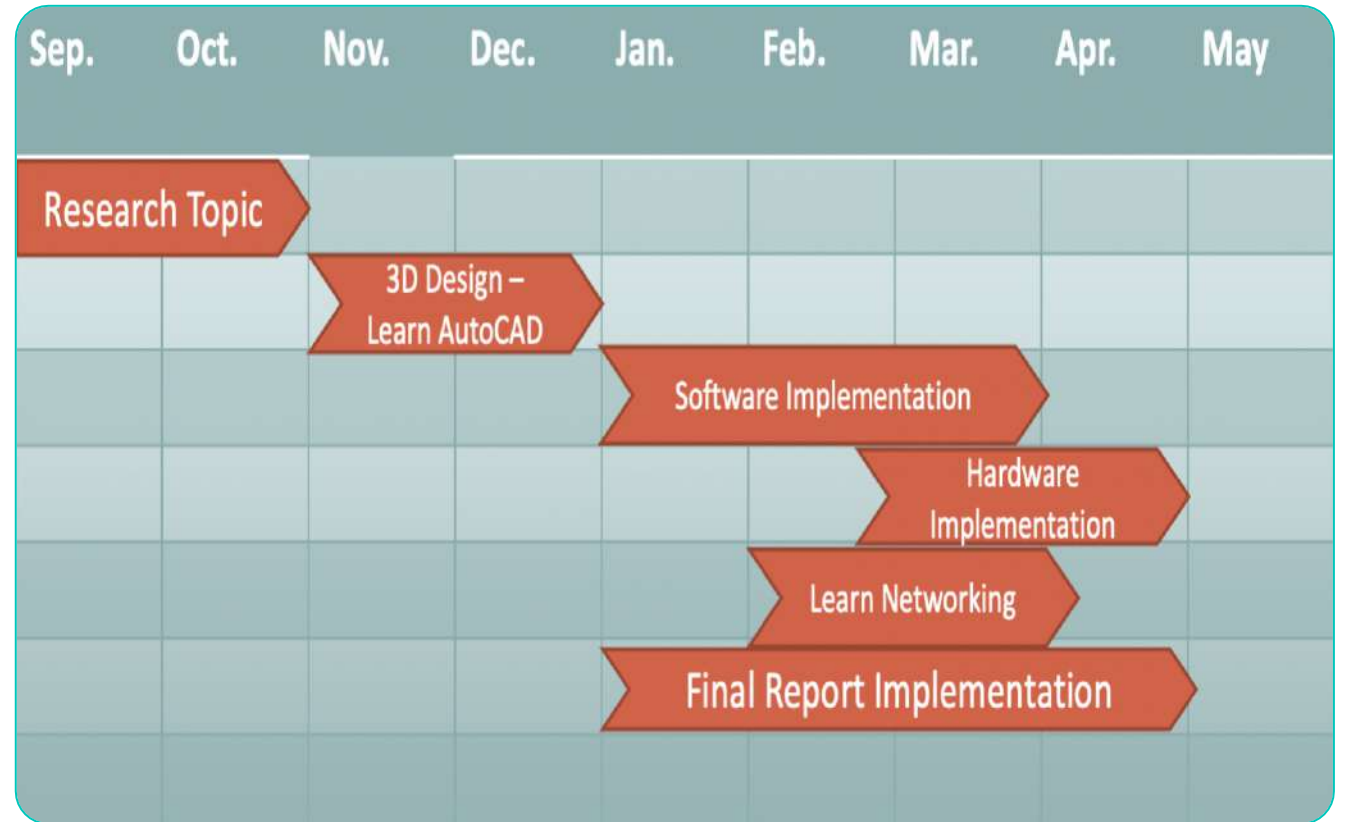 Sep. Oct. Nov. Dec. Jan. Feb. Mar. Apr. May
Research Topic
3D Design –
Learn AutoCAD
Software Implementation
Hardware
Implementation
Learn Networking
Final Report Implementation